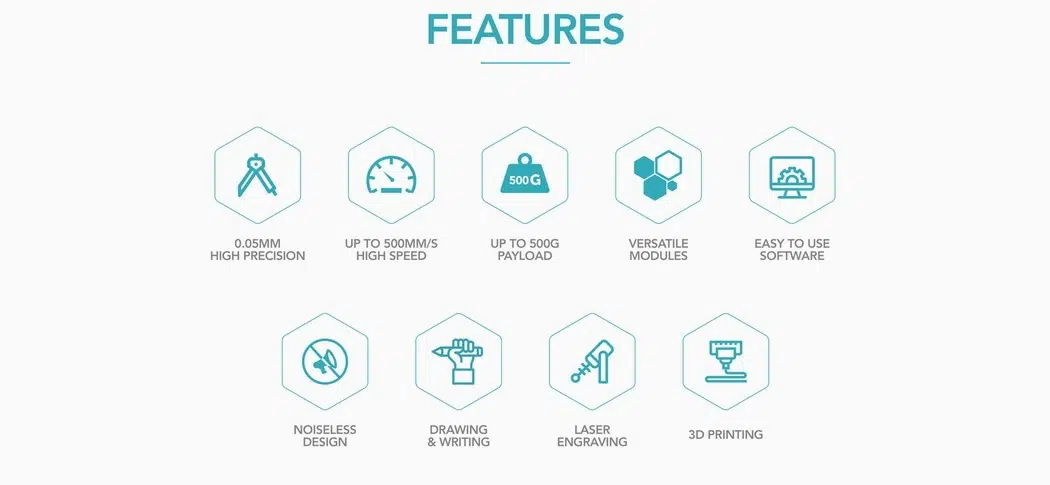 FEATURES
500G
0.05MM
HIGH PRECISION
UP TO 500MM/S
HIGH SPEED
UP TO 500G
PAYLOAD
VERSATILE
MODULES
EASY TO USE
SOFTWARE
NOISELESS
DESIGN
DRAWING
& WRITING
LASER
ENGRAVING
3D PRINTING